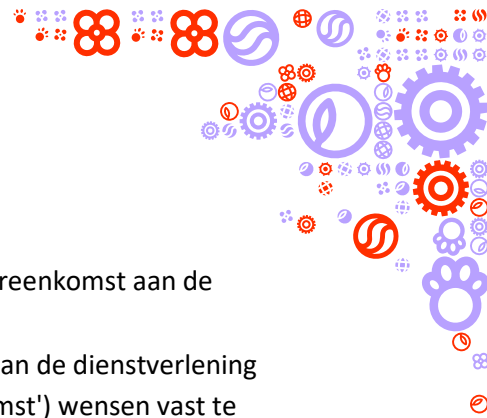 reenkomst aan de
an de dienstverlening
mst') wensen vast te